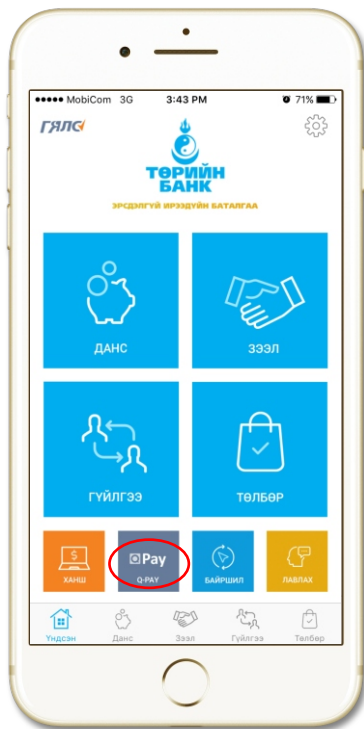 MobiCom 3G 3:43 PM 71%
ГЯЛС
ТӨРИЙН
БАНК
ЭРСДЭЛГҮЙ ИРЭЭДҮЙН БАТАЛГАА
ДАНС
ЗЭЭЛ
ГҮЙЛГЭЭ
ТӨЛБӨР
$
ХАНШ
Pay
Q-PAY
БАЙРШИЛ
ЛАВЛАХ
Үндсэн Данс Зээл Гүйлгээ Төлбөр